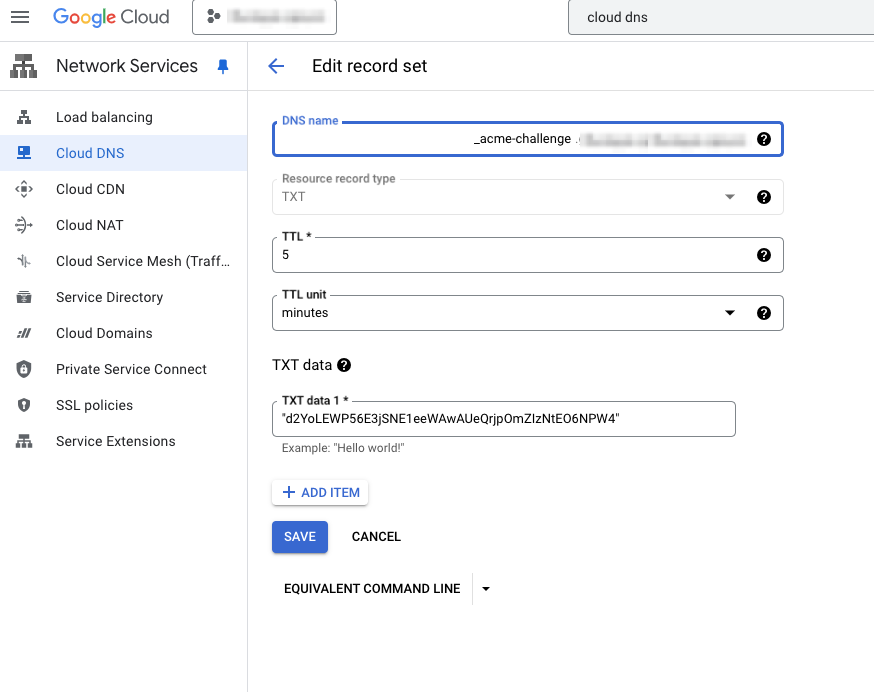 Google Cloud
cloud dns
Network Services
Edit record set
Load balancing
Cloud DNS
Cloud CDN
Cloud NAT
Cloud Service Mesh (Traff...
Service Directory
Cloud Domains
Private Service Connect
SSL policies
Service Extensions
DNS name
_acme-challenge .
Resource record type
TXT
TTL *
5
TTL unit
minutes
TXT data
TXT data 1 *
"d2YoLEWP56E3jSNE1eeWAwAUeQrjpOmZIzNtEO6NPW4"
Example: "Hello world!"
+ ADD ITEM
SAVE
CANCEL
EQUIVALENT COMMAND LINE